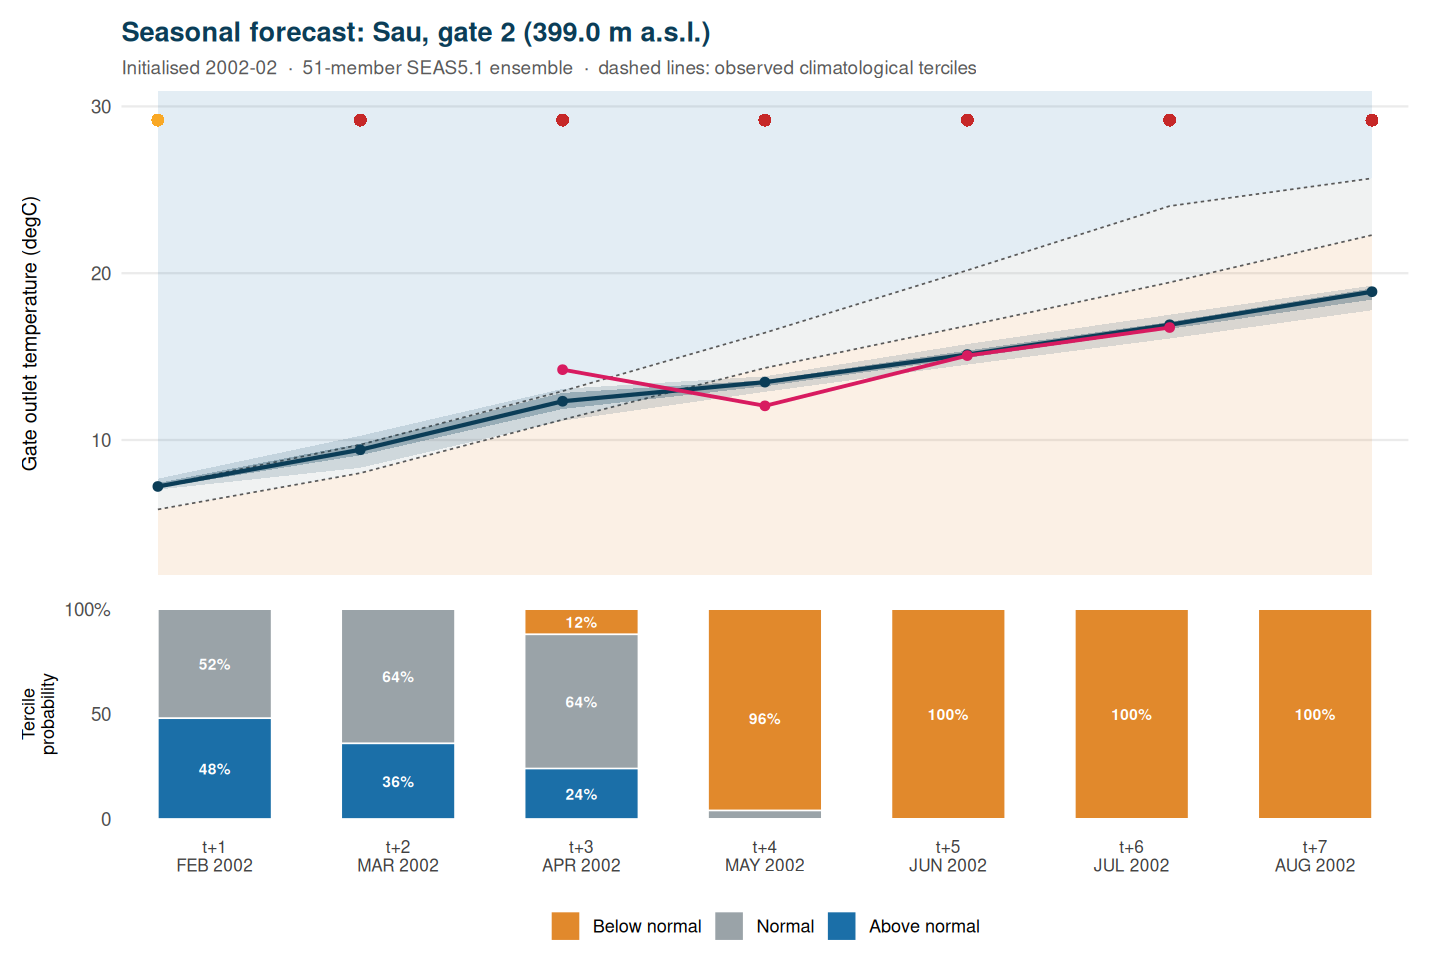 Seasonal forecast: Sau, gate 2 (399.0 m a.s.l.)
Initialised 2002-02 · 51-member SEAS5.1 ensemble · dashed lines: observed climatological terciles
Gate outlet temperature (degC)
30
20
10
Tercile
probability
100%
50
0
52%
48%
64%
36%
12%
64%
24%
96%
100%
100%
100%
t+1
FEB 2002
t+2
MAR 2002
t+3
APR 2002
t+4
MAY 2002
t+5
JUN 2002
t+6
JUL 2002
t+7
AUG 2002
Below normal
Normal
Above normal